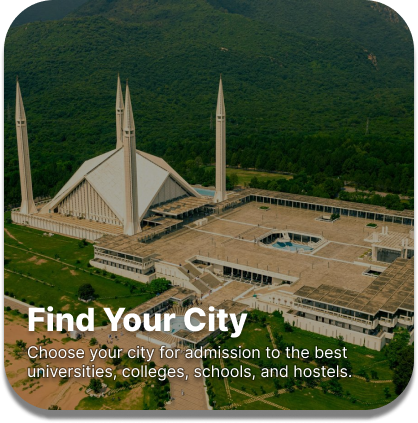 Find Your City
Choose your city for admission to the best
universities, colleges, schools, and hostels.